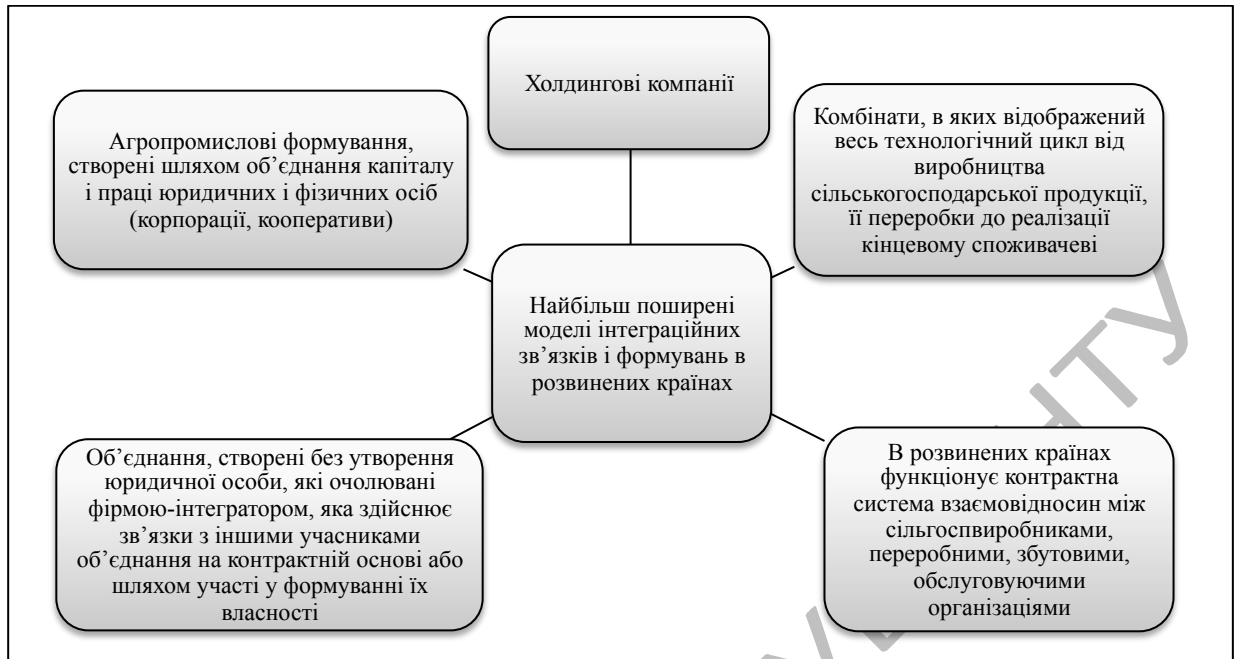 Холдингові компанії
Агропромислові формування,
створені шляхом об’єднання капіталу
і праці юридичних і фізичних осіб
(корпорації, кооперативи)
Комбінати, в яких відображений
весь технологічний цикл від
виробництва
сільськогосподарської продукції,
її переробки до реалізації
кінцевому споживачеві
Найбільш поширені
моделі інтеграційних
зв’язків і формувань в
розвинених країнах
Об’єднання, створені без утворення
юридичної особи, які очолювані
фірмою-інтегратором, яка здійснює
зв’язки з іншими учасниками
об’єднання на контрактній основі або
шляхом участі у формуванні їх
власності
В розвинених країнах
функціонує контрактна
система взаємовідносин між
сільгоспвиробниками,
переробними, збутовими,
обслуговуючими
організаціями